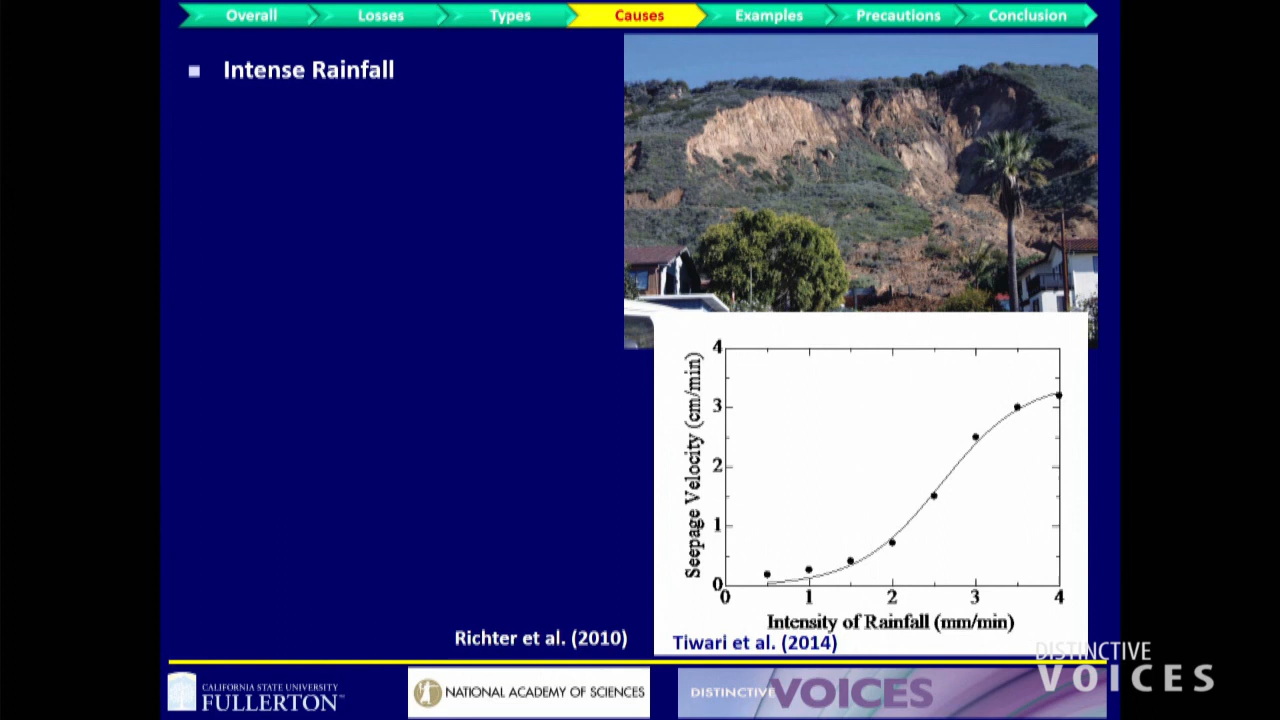 Overall
Losses
Types
Causes
Examples
Precautions
Conclusion
Intense Rainfall
4
3
2
1
0
Seepage Velocity (cm/min)
0 1 2 3 4
Intensity of Rainfall (mm/min)
Richter et al. (2010)
Tiwari et al. (2014)
CALIFORNIA STATE UNIVERSITY
FULLERTON™
NATIONAL ACADEMY OF SCIENCES
DISTINCTIVE VOICES
DISTINCTIVE
VOICES